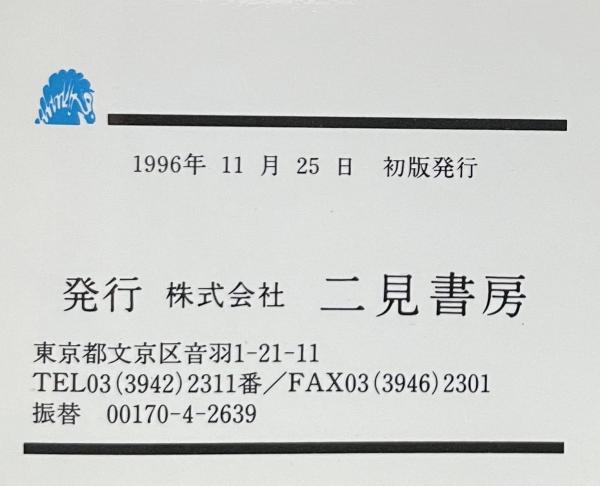 1996年 11 月 25 日 初版発行
発行 株式会社 二見書房
東京都文京区音羽1-21-11
TEL03(3942)2311番/FAX03(3946)2301
振替 00170-4-2639